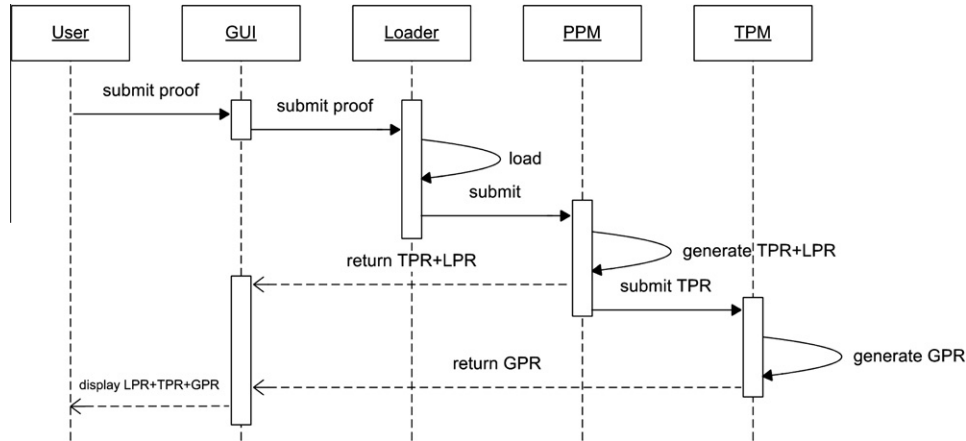 User
GUI
Loader
PPM
TPM
submit proof
submit proof
load
submit
generate TPR+LPR
return TPR+LPR
submit TPR
generate GPR
return GPR
display LPR+TPR+GPR